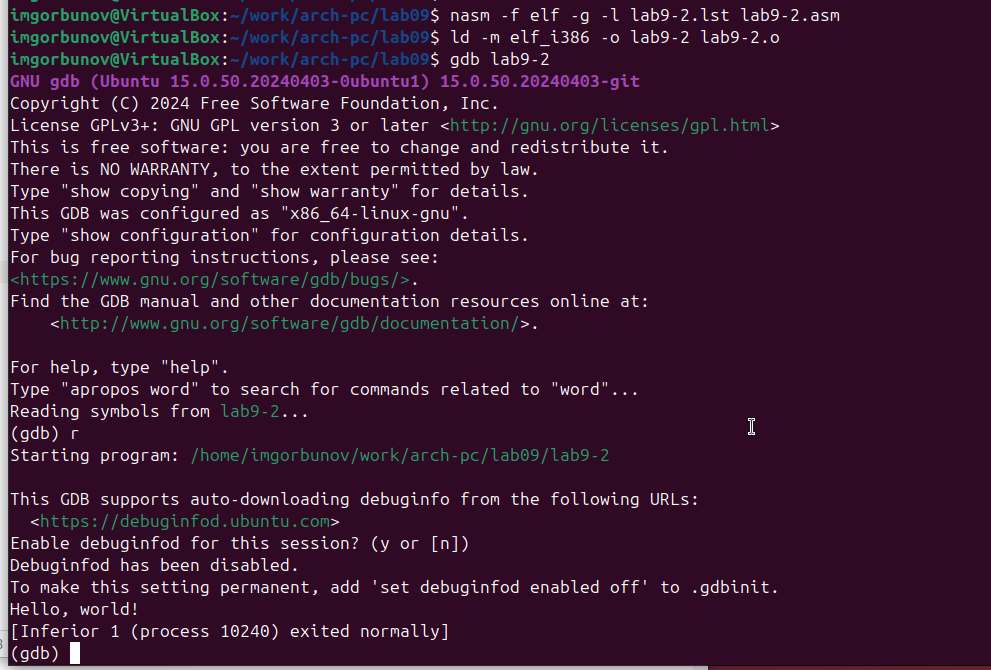 imgorbunov@VirtualBox:~/work/arch-pc/lab09$ nasm -f elf -g -l lab9-2.lst lab9-2.asm
imgorbunov@VirtualBox:~/work/arch-pc/lab09$ ld -m elf_i386 -o lab9-2 lab9-2.o
imgorbunov@VirtualBox:~/work/arch-pc/lab09$ gdb lab9-2
GNU gdb (Ubuntu 15.0.50.20240403-0ubuntu1) 15.0.50.20240403-git
Copyright (C) 2024 Free Software Foundation, Inc.
License GPLv3+: GNU GPL version 3 or later <http://gnu.org/licenses/gpl.html>
This is free software: you are free to change and redistribute it.
There is NO WARRANTY, to the extent permitted by law.
Type "show copying" and "show warranty" for details.
This GDB was configured as "x86_64-linux-gnu".
Type "show configuration" for configuration details.
For bug reporting instructions, please see:
<https://www.gnu.org/software/gdb/bugs/>.
Find the GDB manual and other documentation resources online at:
    <http://www.gnu.org/software/gdb/documentation/>.

For help, type "help".
Type "apropos word" to search for commands related to "word"...
Reading symbols from lab9-2...
(gdb) r
Starting program: /home/imgorbunov/work/arch-pc/lab09/lab9-2

This GDB supports auto-downloading debuginfo from the following URLs:
  <https://debuginfod.ubuntu.com>
Enable debuginfod for this session? (y or [n])
Debuginfod has been disabled.
To make this setting permanent, add 'set debuginfod enabled off' to .gdbinit.
Hello, world!
[Inferior 1 (process 10240) exited normally]
(gdb)